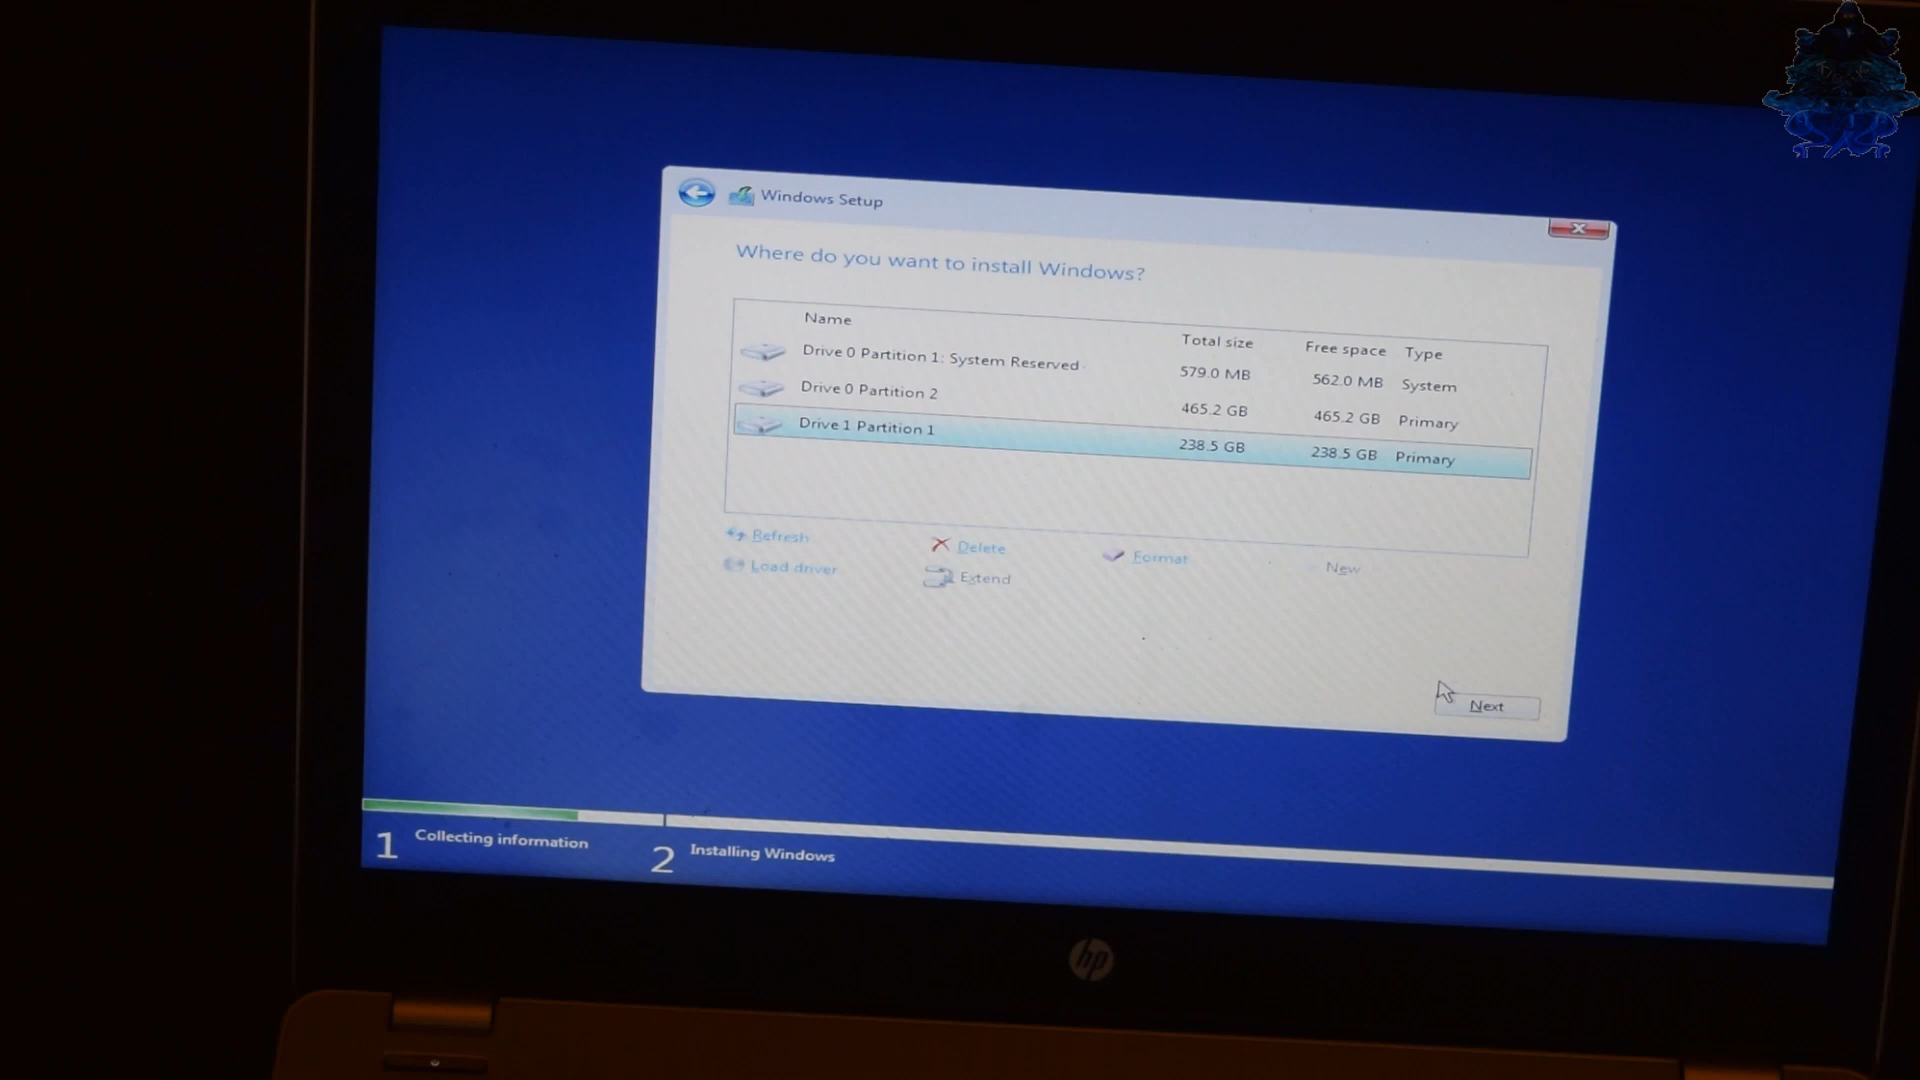 Windows Setup
Where do you want to install Windows?
Name Total size Free space Type
Drive 0 Partition 1: System Reserved 579.0 MB 562.0 MB System
Drive 0 Partition 2 465.2 GB 465.2 GB Primary
Drive 1 Partition 1 238.5 GB 238.5 GB Primary
Refresh Delete Format New
Load driver Extend
Next
1 Collecting information 2 Installing Windows
hp